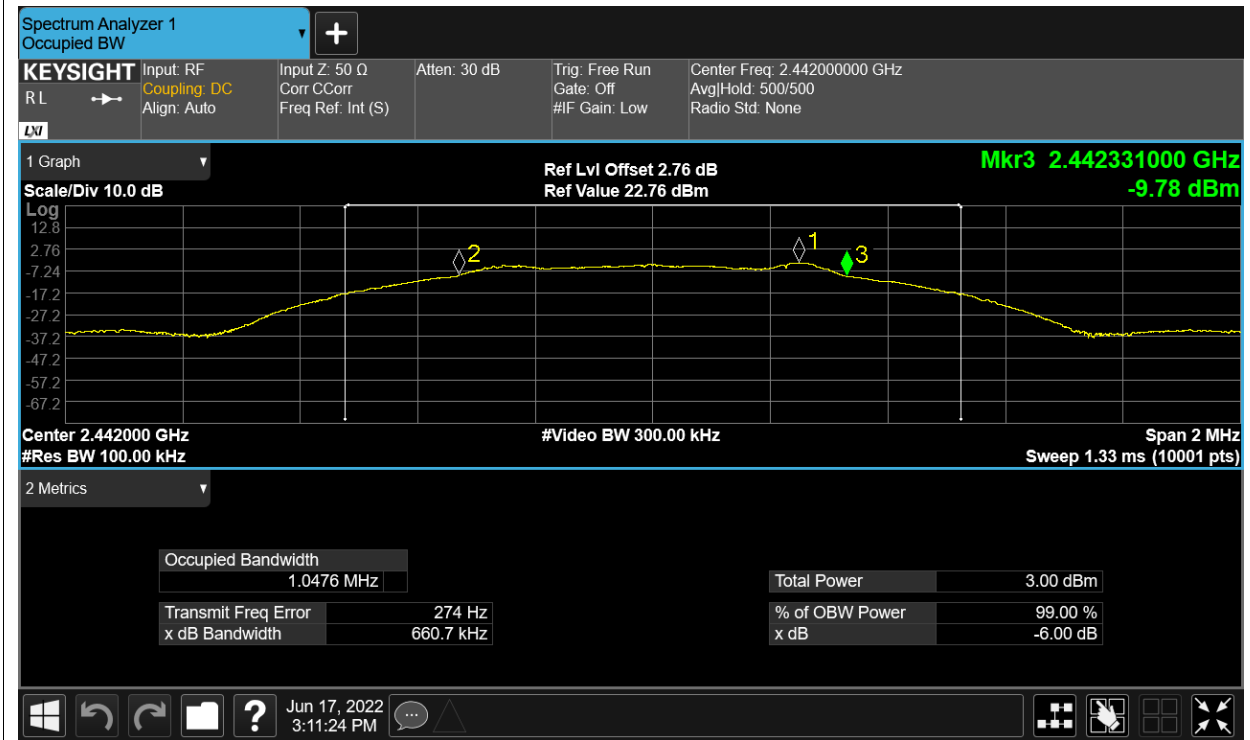 Spectrum Analyzer 1
Occupied BW
+
KEYSIGHT
R L
LXI
Input: RF
Coupling: DC
Align: Auto
Input Z: 50 Ω
Corr CCorr
Freq Ref: Int (S)
Atten: 30 dB
Trig: Free Run
Gate: Off
#IF Gain: Low
Center Freq: 2.442000000 GHz
Avg|Hold: 500/500
Radio Std: None
1 Graph
Scale/Div 10.0 dB
Ref Lvl Offset 2.76 dB
Ref Value 22.76 dBm
Mkr3 2.442331000 GHz
-9.78 dBm
Log
12.8
2.76
-7.24
-17.2
-27.2
-37.2
-47.2
-57.2
-67.2
2
1
3
Center 2.442000 GHz
#Res BW 100.00 kHz
#Video BW 300.00 kHz
Span 2 MHz
Sweep 1.33 ms (10001 pts)
2 Metrics
Occupied Bandwidth
1.0476 MHz
Transmit Freq Error 274 Hz
x dB Bandwidth 660.7 kHz
Total Power 3.00 dBm
% of OBW Power 99.00 %
x dB -6.00 dB
?
Jun 17, 2022
3:11:24 PM